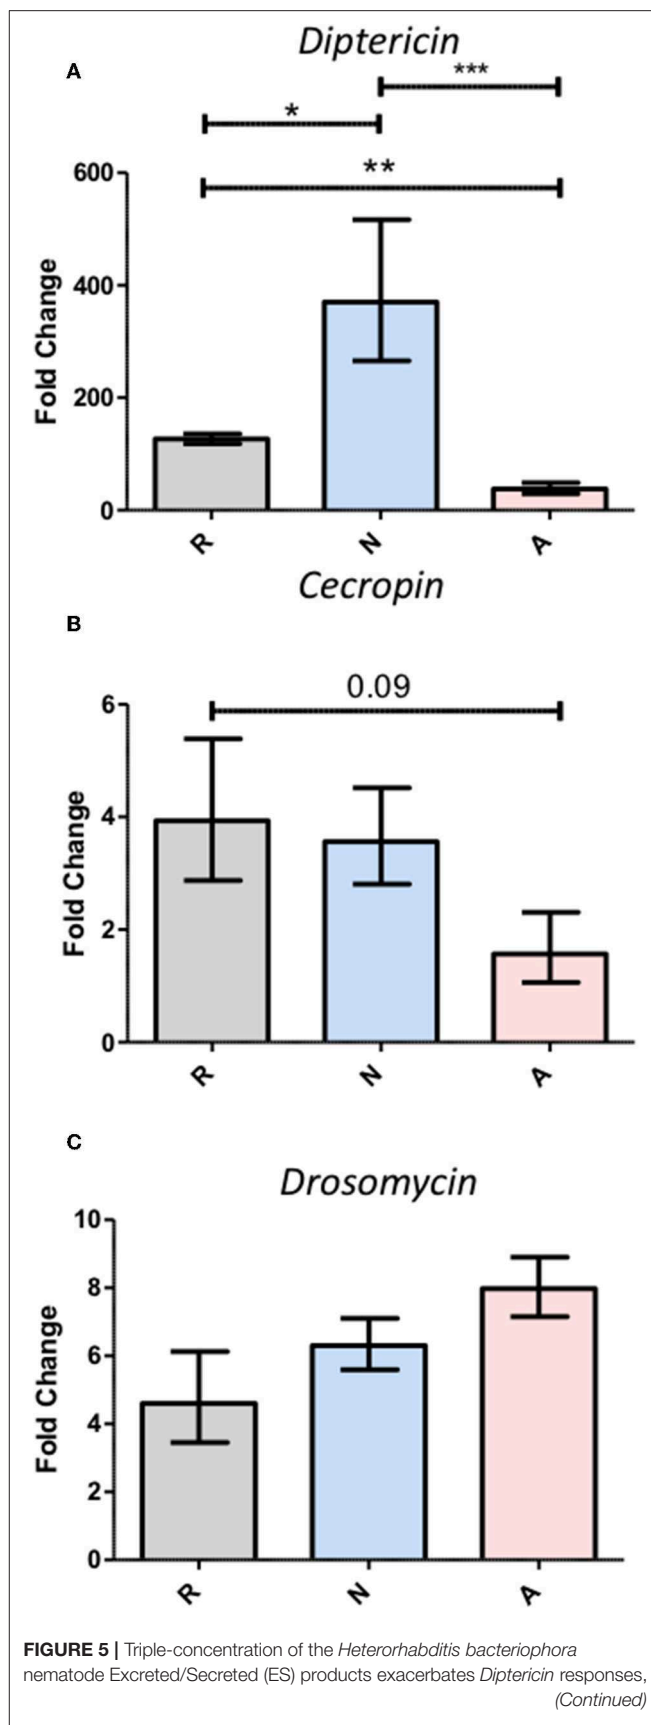 Diptericin
A
***
*
**
600
400
200
0
Fold Change
R N A
Cecropin
B
0.09
6
4
2
0
Fold Change
R N A
C
Drosomycin
10
8
6
4
2
0
Fold Change
R N A
FIGURE 5 | Triple-concentration of the Heterorhabditis bacteriophora
nematode Excreted/Secreted (ES) products exacerbates Diptericin responses,
(Continued)